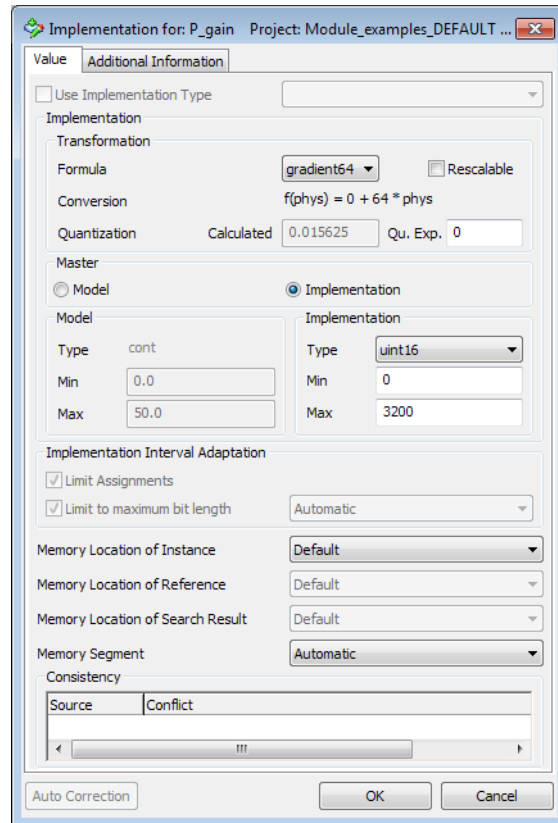 Implementation for: P_gain Project: Module_examples_DEFAULT ...
Value Additional Information
Use Implementation Type
Implementation
Transformation
Formula gradient64 Rescalable
Conversion f(phys) = 0 + 64 * phys
Quantization Calculated 0.015625 Qu. Exp. 0
Master
Model Implementation
Model Implementation
Type cont Type uint16
Min 0.0 Min 0
Max 50.0 Max 3200
Implementation Interval Adaptation
Limit Assignments
Limit to maximum bit length Automatic
Memory Location of Instance Default
Memory Location of Reference Default
Memory Location of Search Result Default
Memory Segment Automatic
Consistency
Source Conflict
Auto Correction OK Cancel